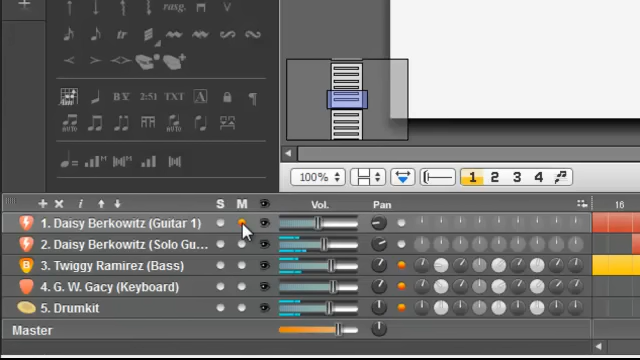 rasg.
tr
BX 2:51 TXT A ¶
AUTO AUTO
100% 1 2 3 4
i S M Vol. Pan 16
1. Daisy Berkowitz (Guitar 1)
2. Daisy Berkowitz (Solo Gu...
3. Twiggy Ramirez (Bass)
4. G. W. Gacy (Keyboard)
5. Drumkit
Master